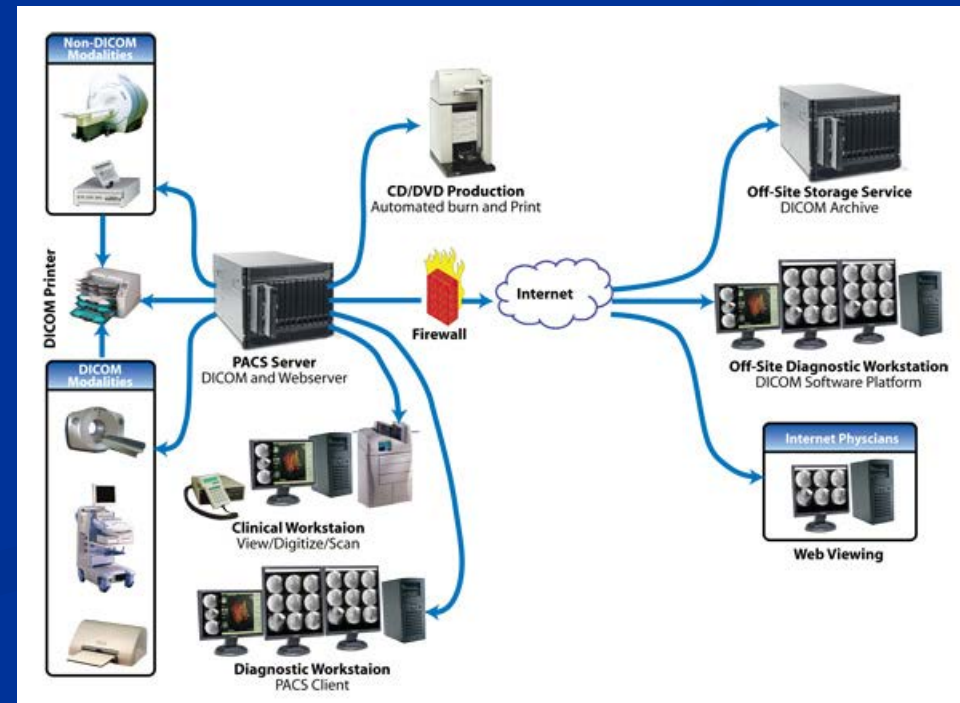 Non-DICOM
Modalities
DICOM Printer
DICOM
Modalities
CD/DVD Production
Automated burn and Print
PACS Server
DICOM and Webserver
Firewall
Internet
Clinical Workstaion
View/Digitize/Scan
Diagnostic Workstaion
PACS Client
Off-Site Storage Service
DICOM Archive
Off-Site Diagnostic Workstation
DICOM Software Platform
Internet Physcians
Web Viewing